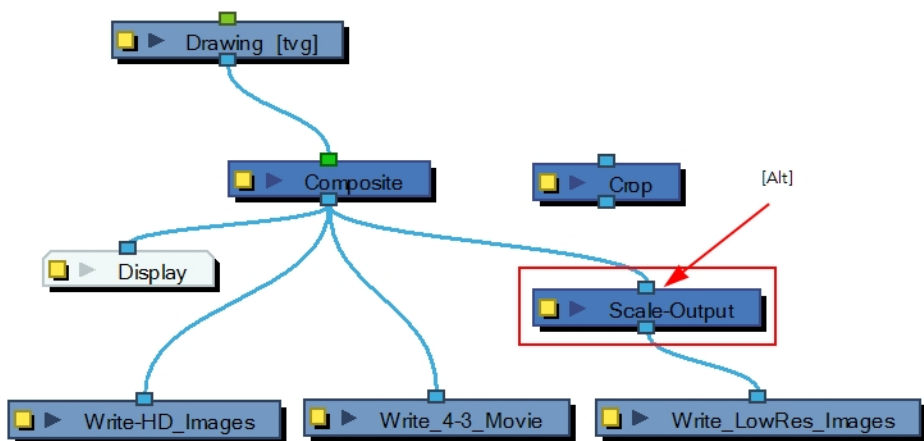 Drawing [tvg]
Composite
Crop
[Alt]
Display
Scale-Output
Write-HD_Images
Write_4-3_Movie
Write_LowRes_Images